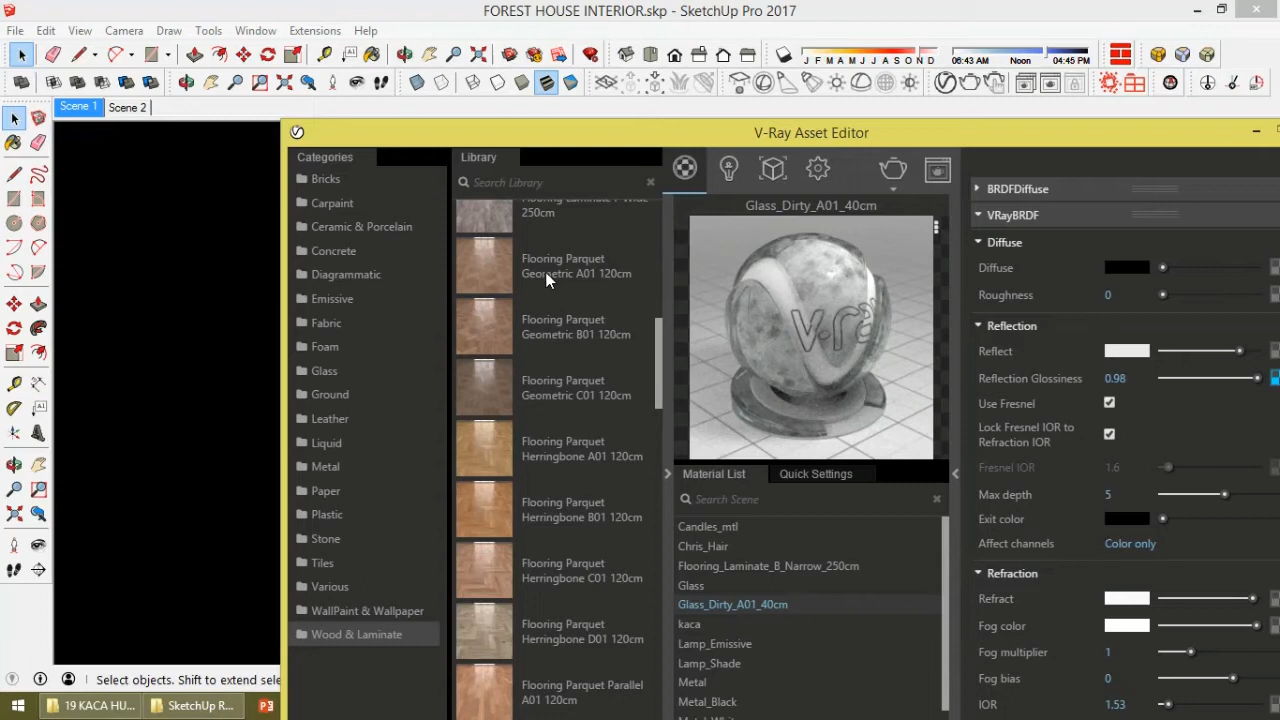 FOREST HOUSE INTERIOR.skp - SketchUp Pro 2017
File Edit View Camera Draw Tools Window Extensions Help
J F M A M J J A S O N D 06:43 AM Noon 04:45 PM
Scene 1 Scene 2
V-Ray Asset Editor
Categories
Bricks
Carpaint
Ceramic & Porcelain
Concrete
Diagrammatic
Emissive
Fabric
Foam
Glass
Ground
Leather
Liquid
Metal
Paper
Plastic
Stone
Tiles
Various
WallPaint & Wallpaper
Wood & Laminate
Library
Search Library
250cm
Flooring Parquet
Geometric A01 120cm
Flooring Parquet
Geometric B01 120cm
Flooring Parquet
Geometric C01 120cm
Flooring Parquet
Herringbone A01 120cm
Flooring Parquet
Herringbone B01 120cm
Flooring Parquet
Herringbone C01 120cm
Flooring Parquet
Herringbone D01 120cm
Flooring Parquet Parallel
A01 120cm
Glass_Dirty_A01_40cm
Material List Quick Settings
Search Scene
Candles_mtl
Chris_Hair
Flooring_Laminate_B_Narrow_250cm
Glass
Glass_Dirty_A01_40cm
kaca
Lamp_Emissive
Lamp_Shade
Metal
Metal_Black
BRDFDiffuse
VRayBRDF
Diffuse
Diffuse
Roughness 0
Reflection
Reflect
Reflection Glossiness 0.98
Use Fresnel
Lock Fresnel IOR to
Refraction IOR
Fresnel IOR 1.6
Max depth 5
Exit color
Affect channels Color only
Refraction
Refract
Fog color
Fog multiplier 1
Fog bias 0
IOR 1.53
Select objects. Shift to extend sele
19 KACA HU... SketchUp R...